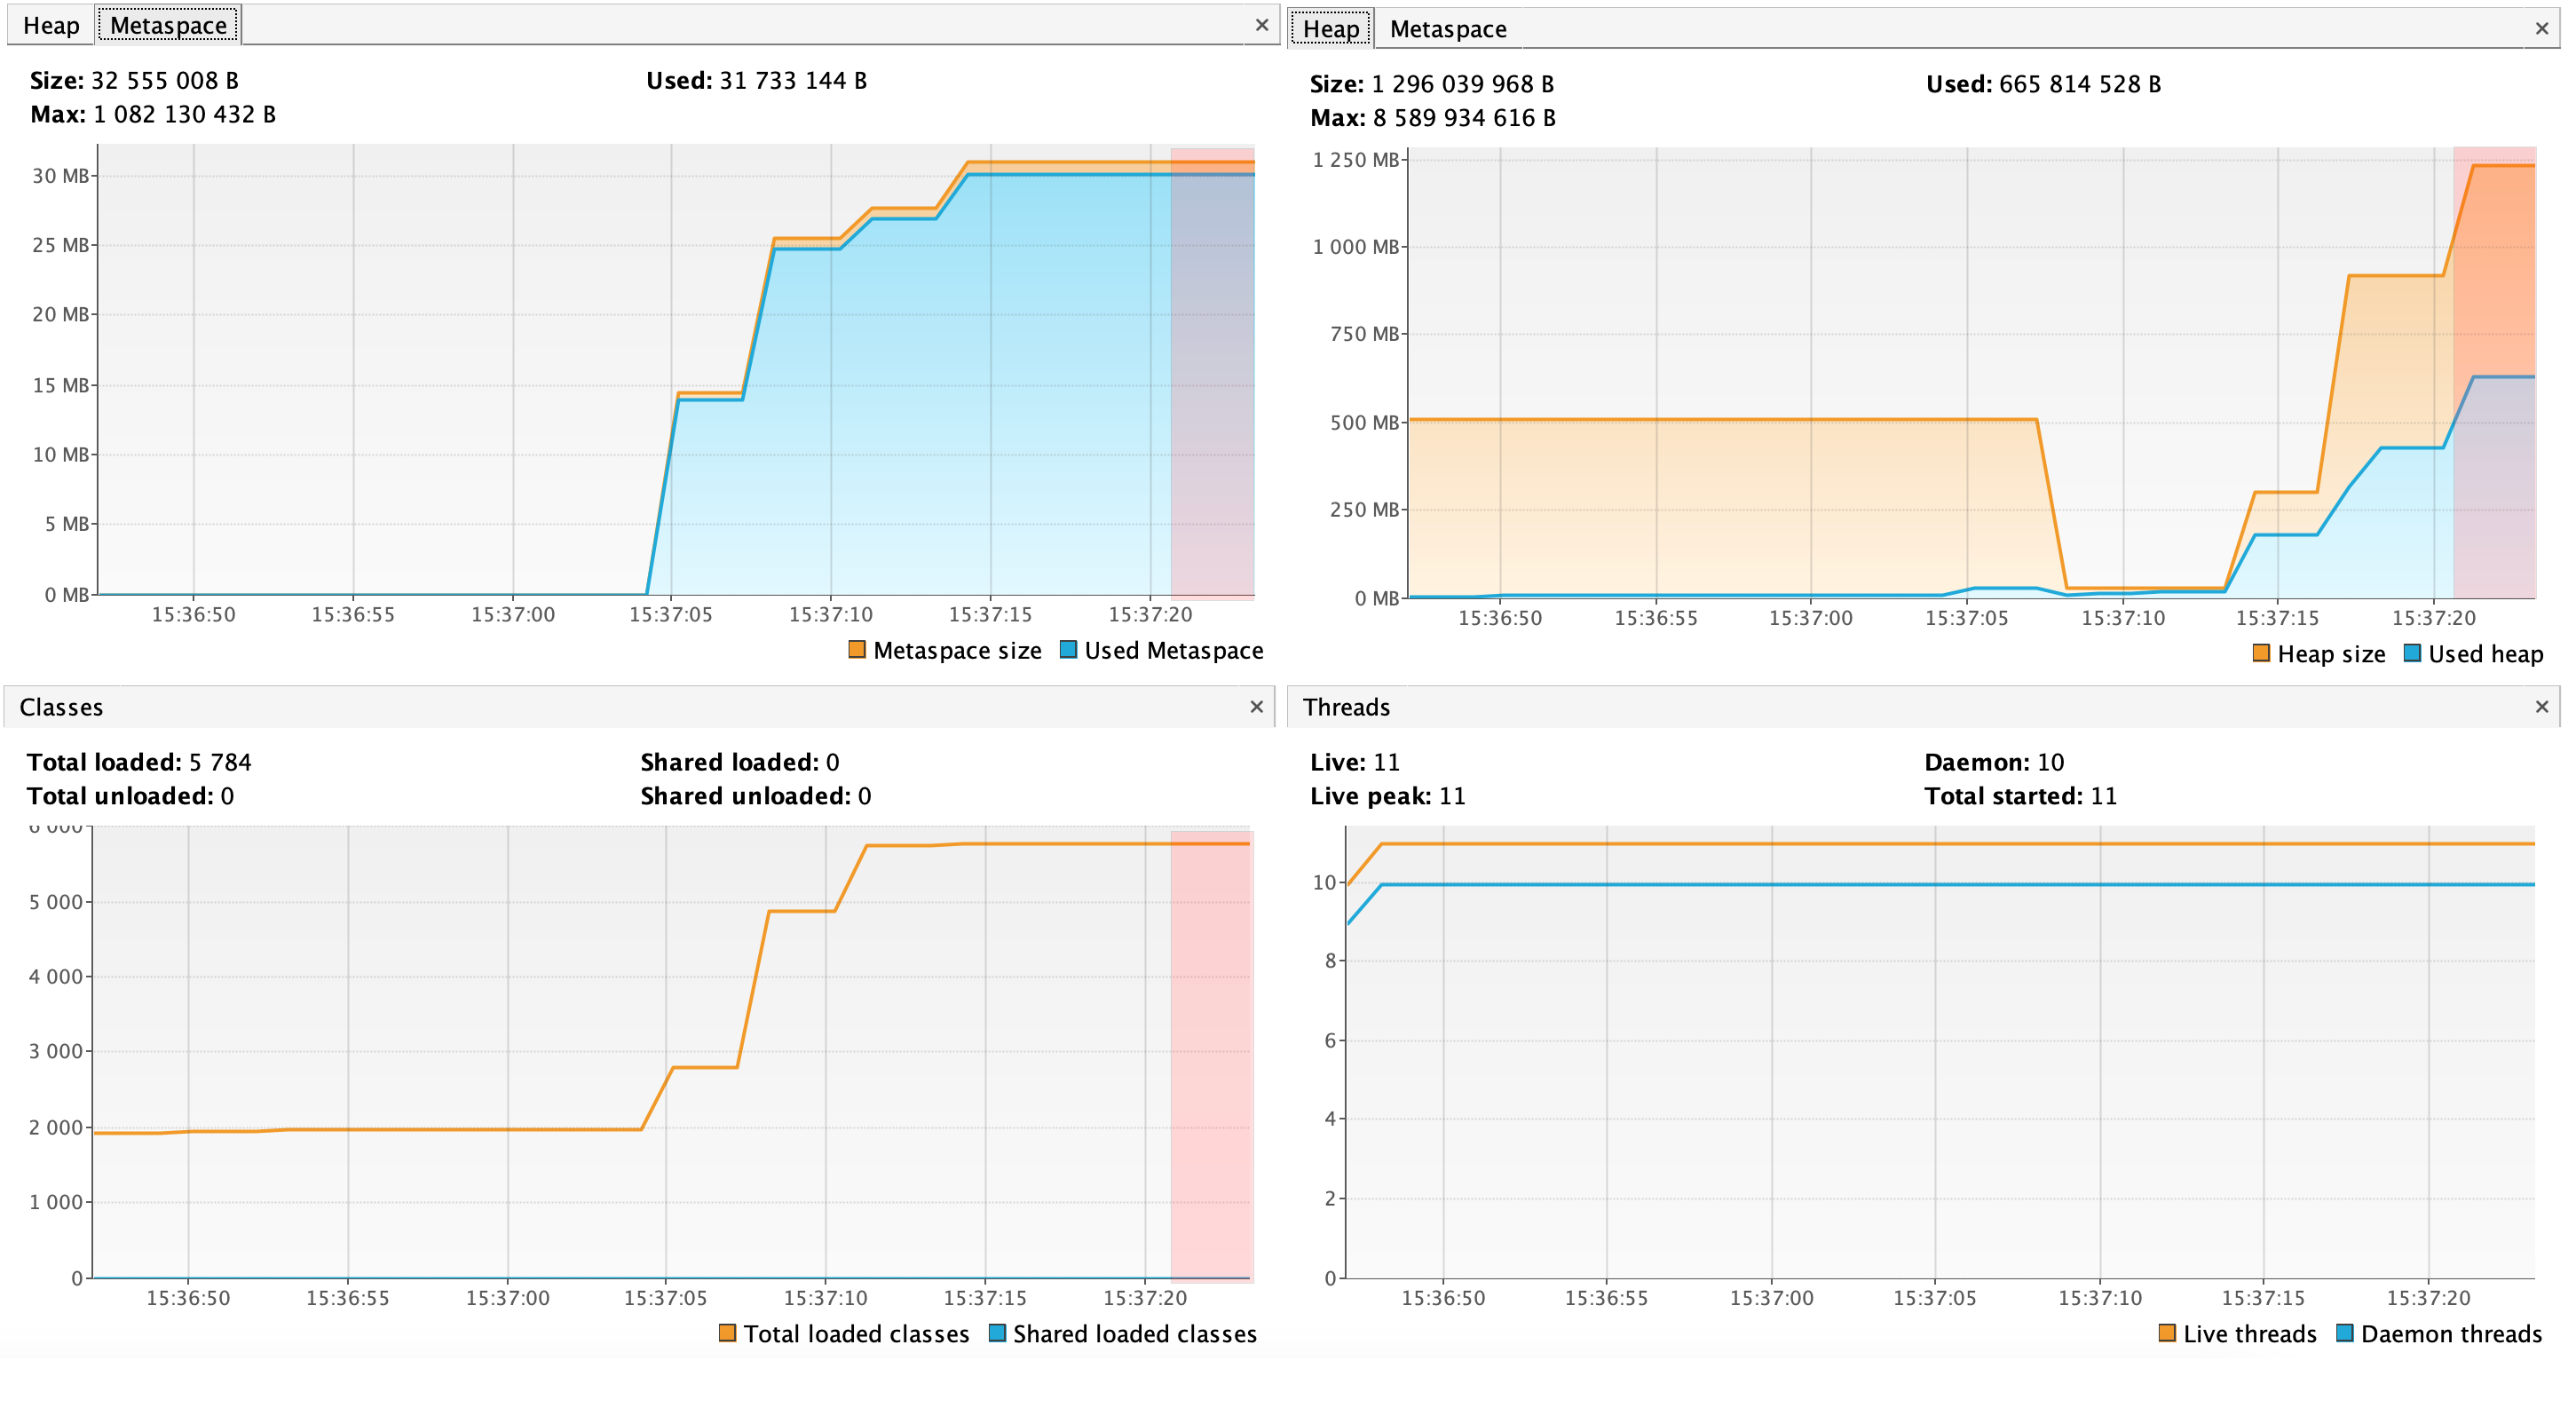 Heap Metaspace ×
Size: 32 555 008 B Used: 31 733 144 B
Max: 1 082 130 432 B
30 MB
25 MB
20 MB
15 MB
10 MB
5 MB
0 MB
15:36:50 15:36:55 15:37:00 15:37:05 15:37:10 15:37:15 15:37:20
Metaspace size Used Metaspace
Heap Metaspace ×
Size: 1 296 039 968 B Used: 665 814 528 B
Max: 8 589 934 616 B
1 250 MB
1 000 MB
750 MB
500 MB
250 MB
0 MB
15:36:50 15:36:55 15:37:00 15:37:05 15:37:10 15:37:15 15:37:20
Heap size Used heap
Classes ×
Total loaded: 5 784 Shared loaded: 0
Total unloaded: 0 Shared unloaded: 0
6 000
5 000
4 000
3 000
2 000
1 000
0
15:36:50 15:36:55 15:37:00 15:37:05 15:37:10 15:37:15 15:37:20
Total loaded classes Shared loaded classes
Threads ×
Live: 11 Daemon: 10
Live peak: 11 Total started: 11
10
8
6
4
2
0
15:36:50 15:36:55 15:37:00 15:37:05 15:37:10 15:37:15 15:37:20
Live threads Daemon threads